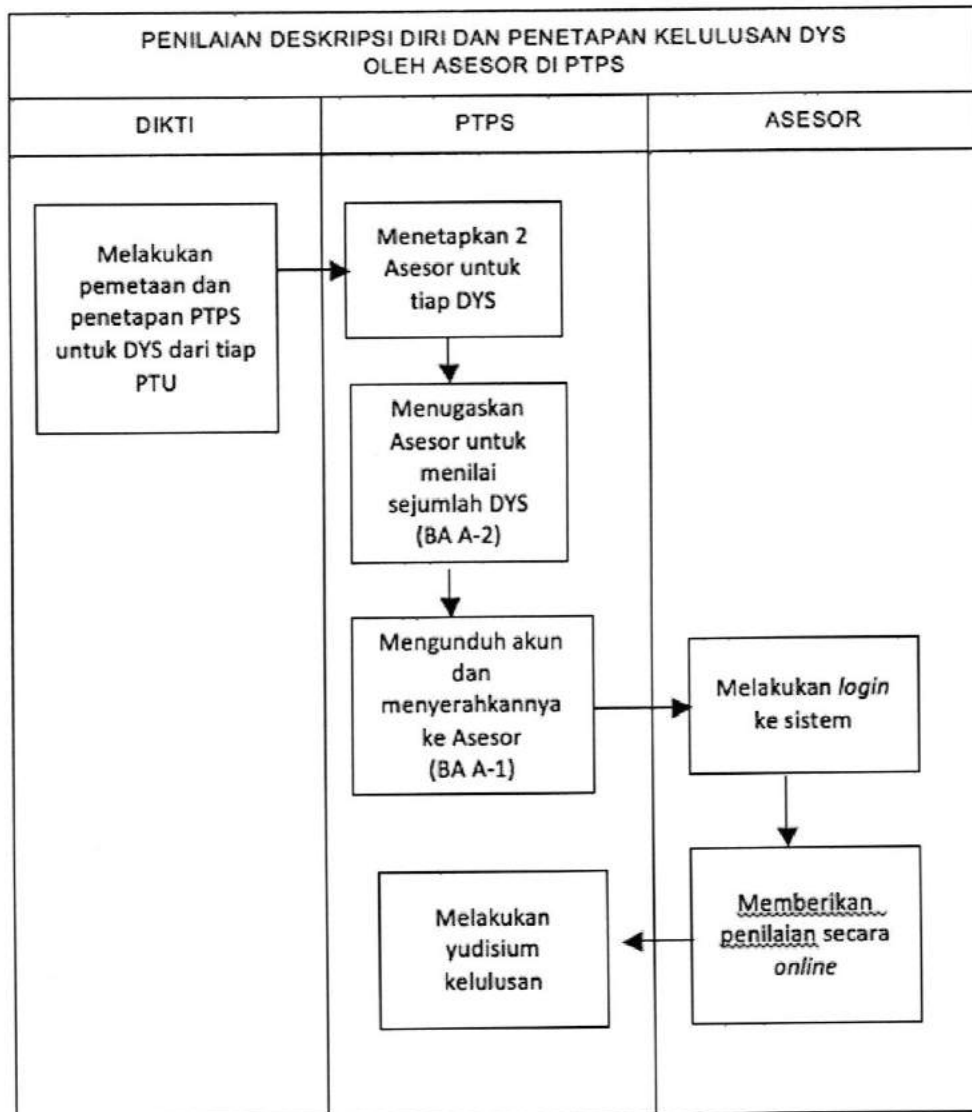 PENILAIAN DESKRIPSI DIRI DAN PENETAPAN KELULUSAN DYS
OLEH ASESOR DI PTPS
DIKTI
PTPS
ASESOR
Melakukan
pemetaan dan
penetapan PTPS
untuk DYS dari tiap
PTU
Menetapkan 2
Asesor untuk
tiap DYS
Menugaskan
Asesor untuk
menilai
sejumlah DYS
(BA A-2)
Mengunduh akun
dan
menyerahkannya
ke Asesor
(BA A-1)
Melakukan login
ke sistem
Memberikan
penilaian secara
online
Melakukan
yudisium
kelulusan